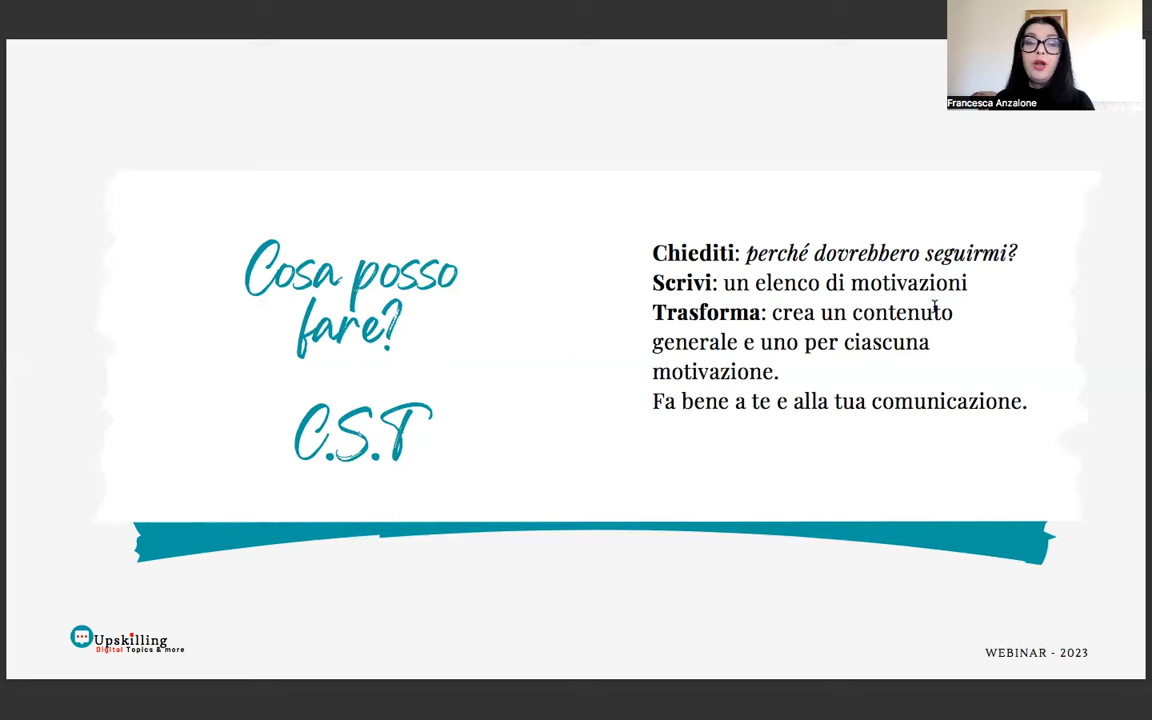 Francesca Anzalone
Cosa posso
fare?
C.S.T
Chiediti: perché dovrebbero seguirmi?
Scrivi: un elenco di motivazioni
Trasforma: crea un contenuto
generale e uno per ciascuna
motivazione.
Fa bene a te e alla tua comunicazione.
Upskilling
Digital Topics & more
WEBINAR - 2023